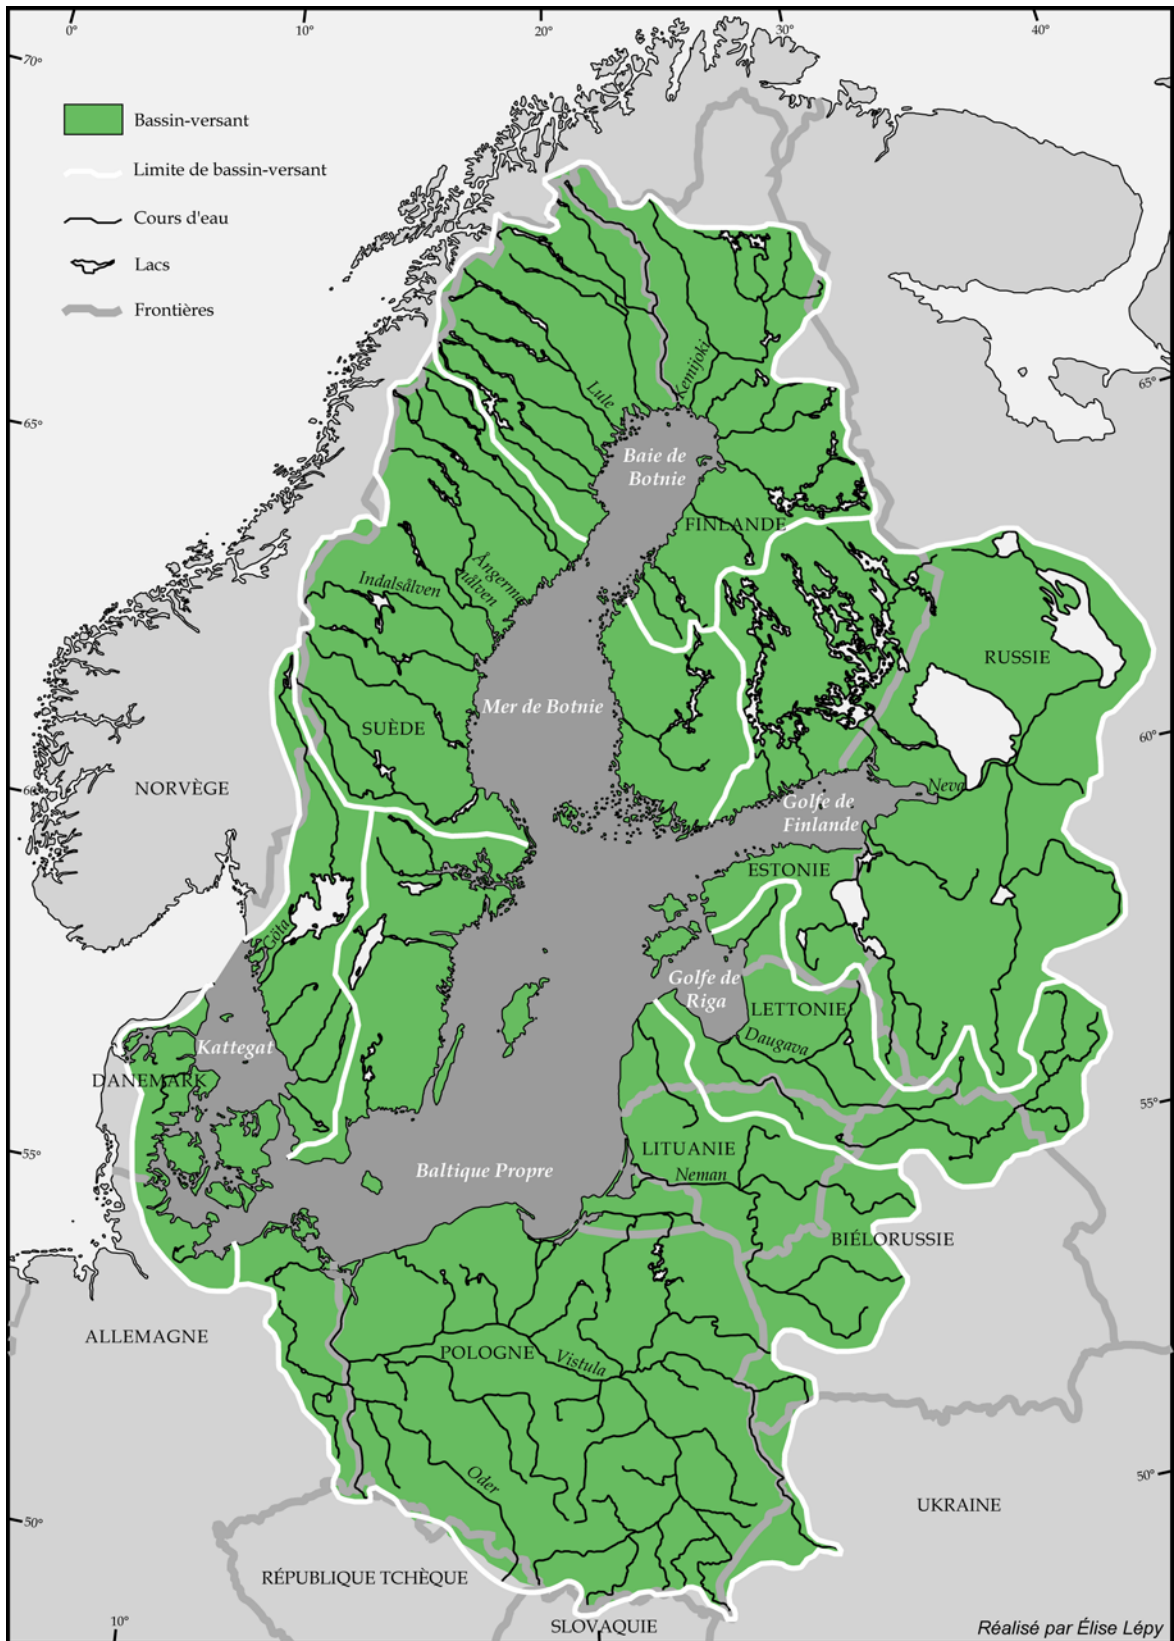 0°
10°
20°
30°
40°
70°
Bassin-versant
Limite de bassin-versant
Cours d'eau
Lacs
Frontières
65°
65°
Kemijoki
Lule
Baie de
Botnie
FINLANDE
Ångerma
nälven
Indalsälven
RUSSIE
Mer de Botnie
SUÈDE
60°
NORVÈGE
60°
Neva
Golfe de
Finlande
ESTONIE
Göta
Golfe de
Riga
LETTONIE
Daugava
Kattegat
DANEMARK
55°
55°
LITUANIE
Neman
Baltique Propre
BIÉLORUSSIE
ALLEMAGNE
POLOGNE
Vistula
Oder
50°
50°
UKRAINE
RÉPUBLIQUE TCHÈQUE
10°
SLOVAQUIE
Réalisé par Élise Lépy